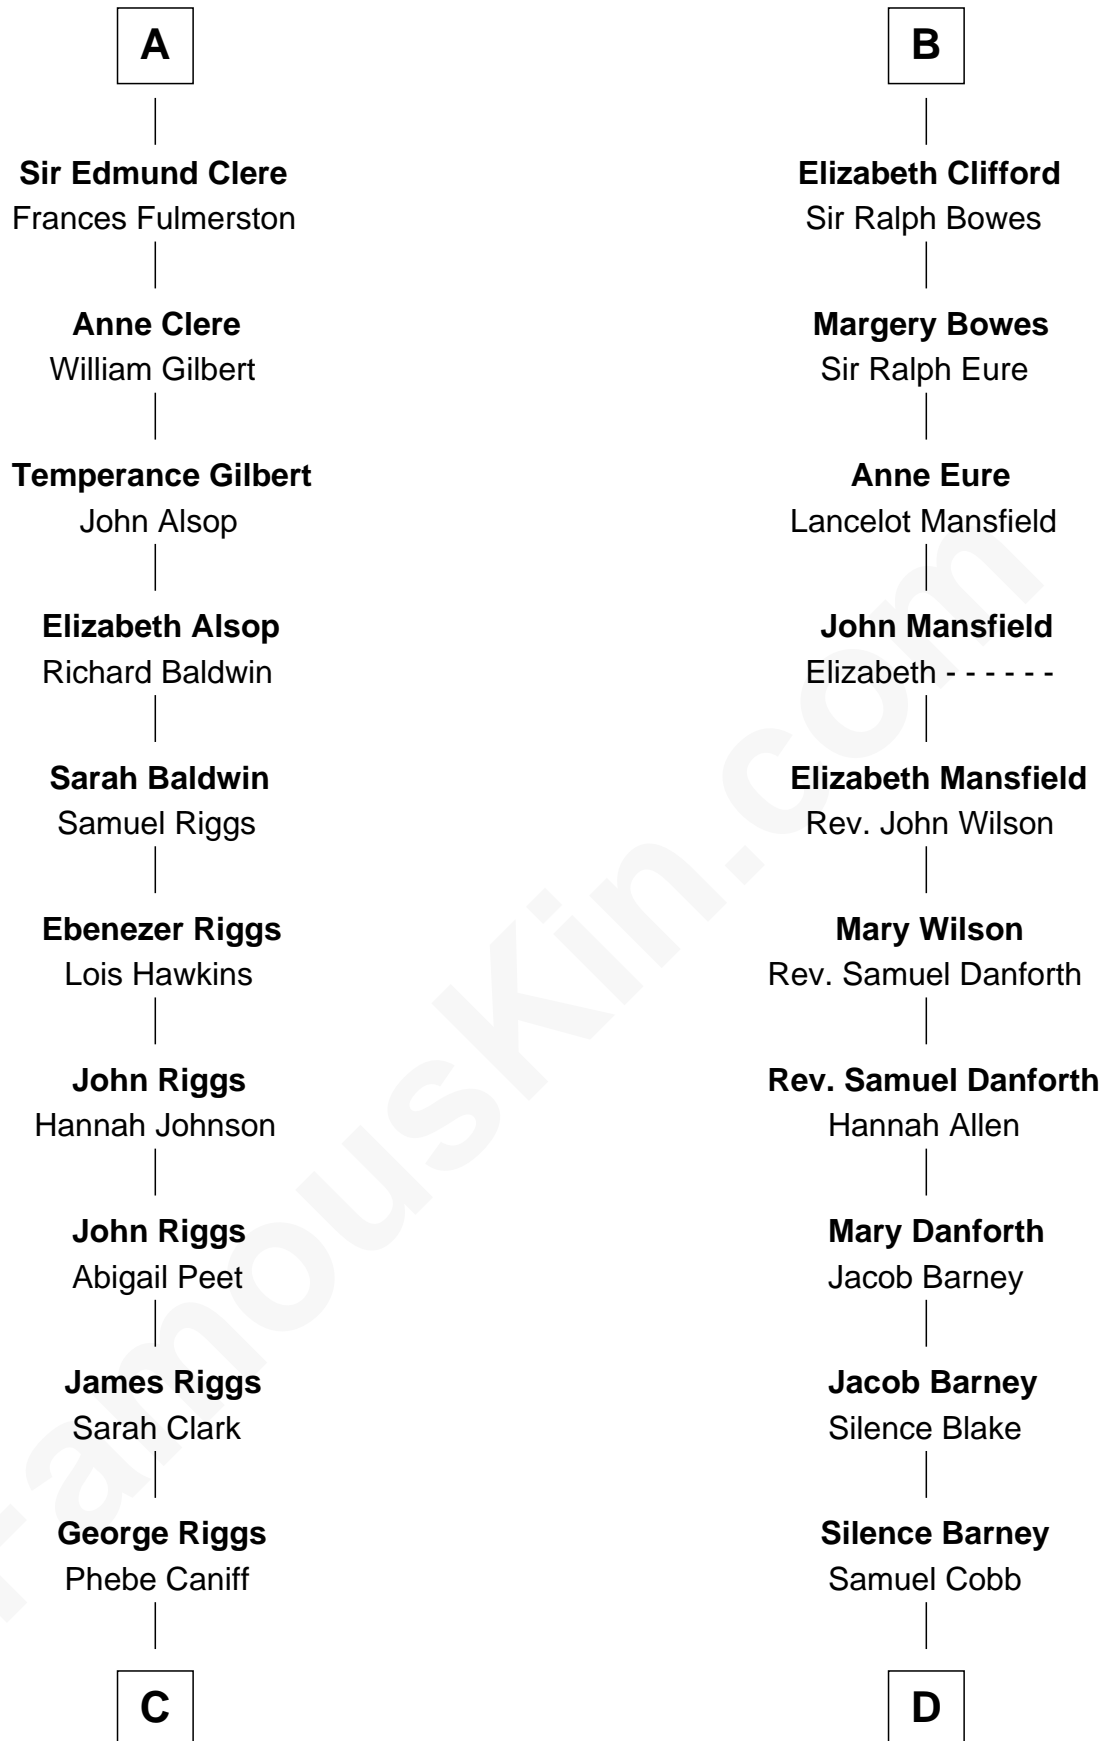 A
Sir Edmund Clere
Frances Fulmerston
Anne Clere
William Gilbert
Temperance Gilbert
John Alsop
Elizabeth Alsop
Richard Baldwin
Sarah Baldwin
Samuel Riggs
Ebenezer Riggs
Lois Hawkins
John Riggs
Hannah Johnson
John Riggs
Abigail Peet
James Riggs
Sarah Clark
George Riggs
Phebe Caniff
C
B
Elizabeth Clifford
Sir Ralph Bowes
Margery Bowes
Sir Ralph Eure
Anne Eure
Lancelot Mansfield
John Mansfield
Elizabeth - - - - - -
Elizabeth Mansfield
Rev. John Wilson
Mary Wilson
Rev. Samuel Danforth
Rev. Samuel Danforth
Hannah Allen
Mary Danforth
Jacob Barney
Jacob Barney
Silence Blake
Silence Barney
Samuel Cobb
D
FamousKin.com